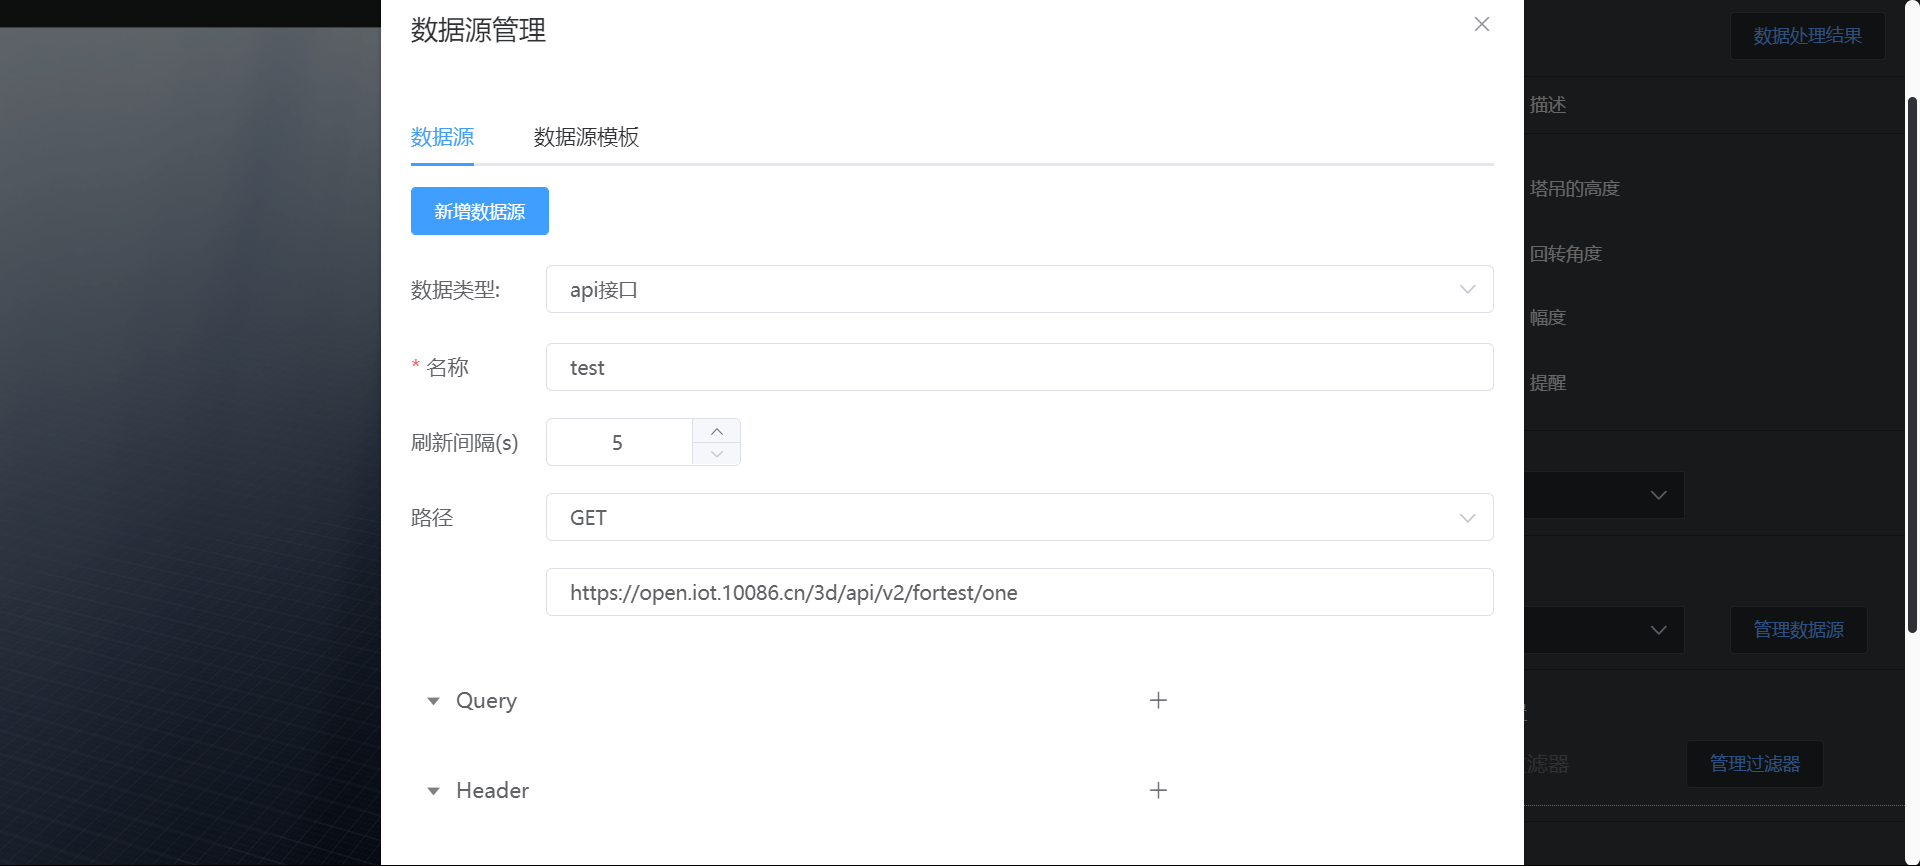 数据源管理
数据处理结果
描述
数据源 数据源模板
塔吊的高度
新增数据源
回转角度
数据类型: api接口
幅度
* 名称 test
提醒
刷新间隔(s) 5
路径 GET
https://open.iot.10086.cn/3d/api/v2/fortest/one
管理数据源
Query
滤器 管理过滤器
Header